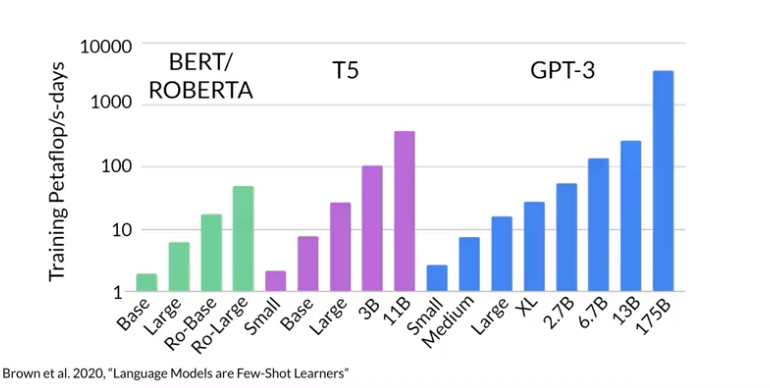 Training Petaflop/s-days
10000
1000
100
10
1
BERT/
ROBERTA
T5
GPT-3
Base
Large
Ro-Base
Ro-Large
Small
Base
Large
3B
11B
Small
Medium
Large
XL
2.7B
6.7B
13B
175B
Brown et al. 2020, “Language Models are Few-Shot Learners”